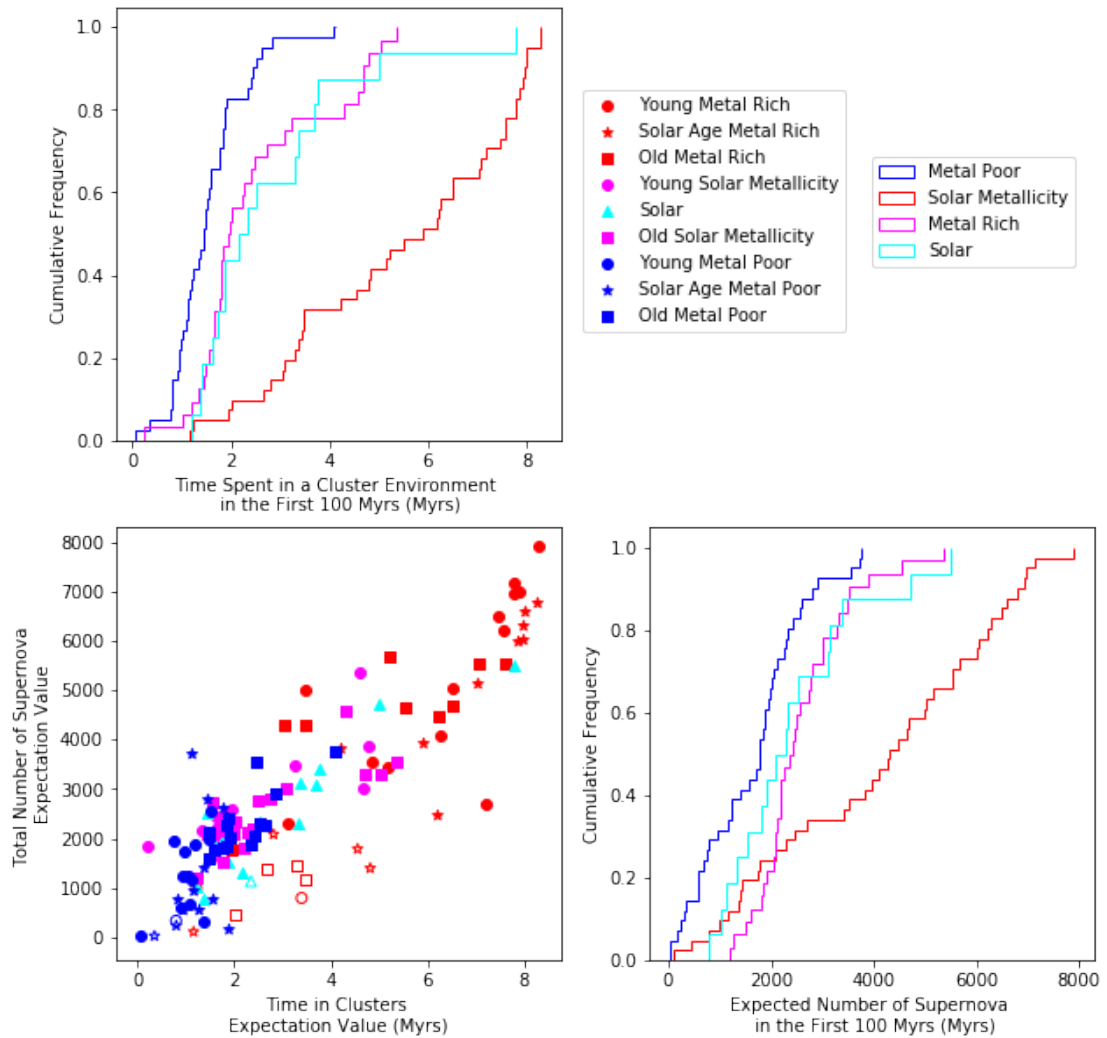 1.0
0.8
0.6
0.4
0.2
0.0
Cumulative Frequency
0 2 4 6 8
Time Spent in a Cluster Environment
in the First 100 Myrs (Myrs)
Young Metal Rich
Solar Age Metal Rich
Old Metal Rich
Young Solar Metallicity
Solar
Old Solar Metallicity
Young Metal Poor
Solar Age Metal Poor
Old Metal Poor
Metal Poor
Solar Metallicity
Metal Rich
Solar
8000
7000
6000
5000
4000
3000
2000
1000
0
Total Number of Supernova
Expectation Value
0 2 4 6 8
Time in Clusters
Expectation Value (Myrs)
1.0
0.8
0.6
0.4
0.2
0.0
Cumulative Frequency
0 2000 4000 6000 8000
Expected Number of Supernova
in the First 100 Myrs (Myrs)